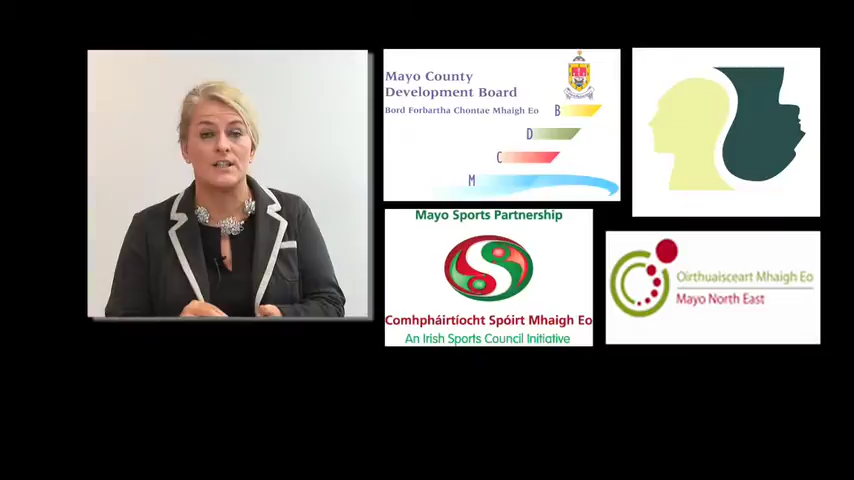 Mayo County
Development Board
Bord Forbartha Chontae Mhaigh Eo
B
D
C
M
Mayo Sports Partnership
Comhpháirtíocht Spóirt Mhaigh Eo
An Irish Sports Council Initiative
Oirthuaisceart Mhaigh Eo
Mayo North East